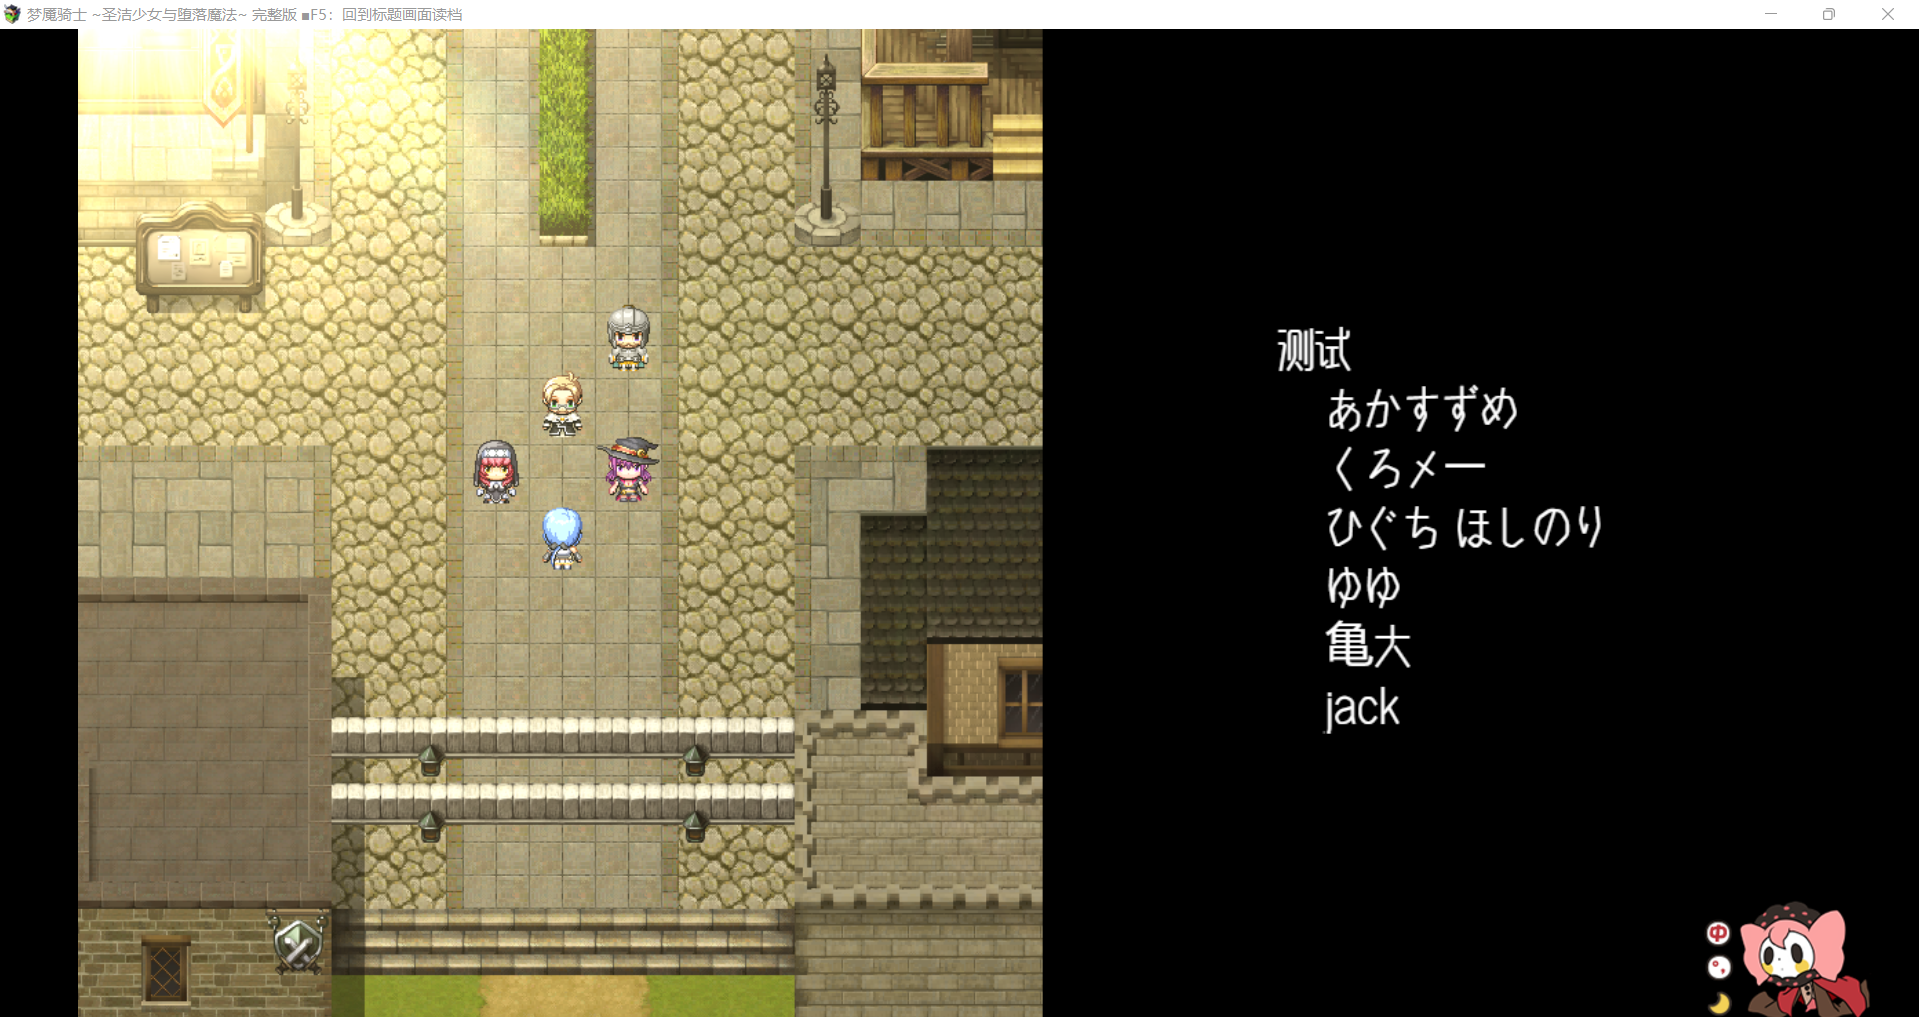 梦魇骑士 ~圣洁少女与堕落魔法~ 完整版 ■F5：回到标题画面读档
测试
あかすずめ
くろメー
ひぐち ほしのり
ゆゆ
亀大
jack
中